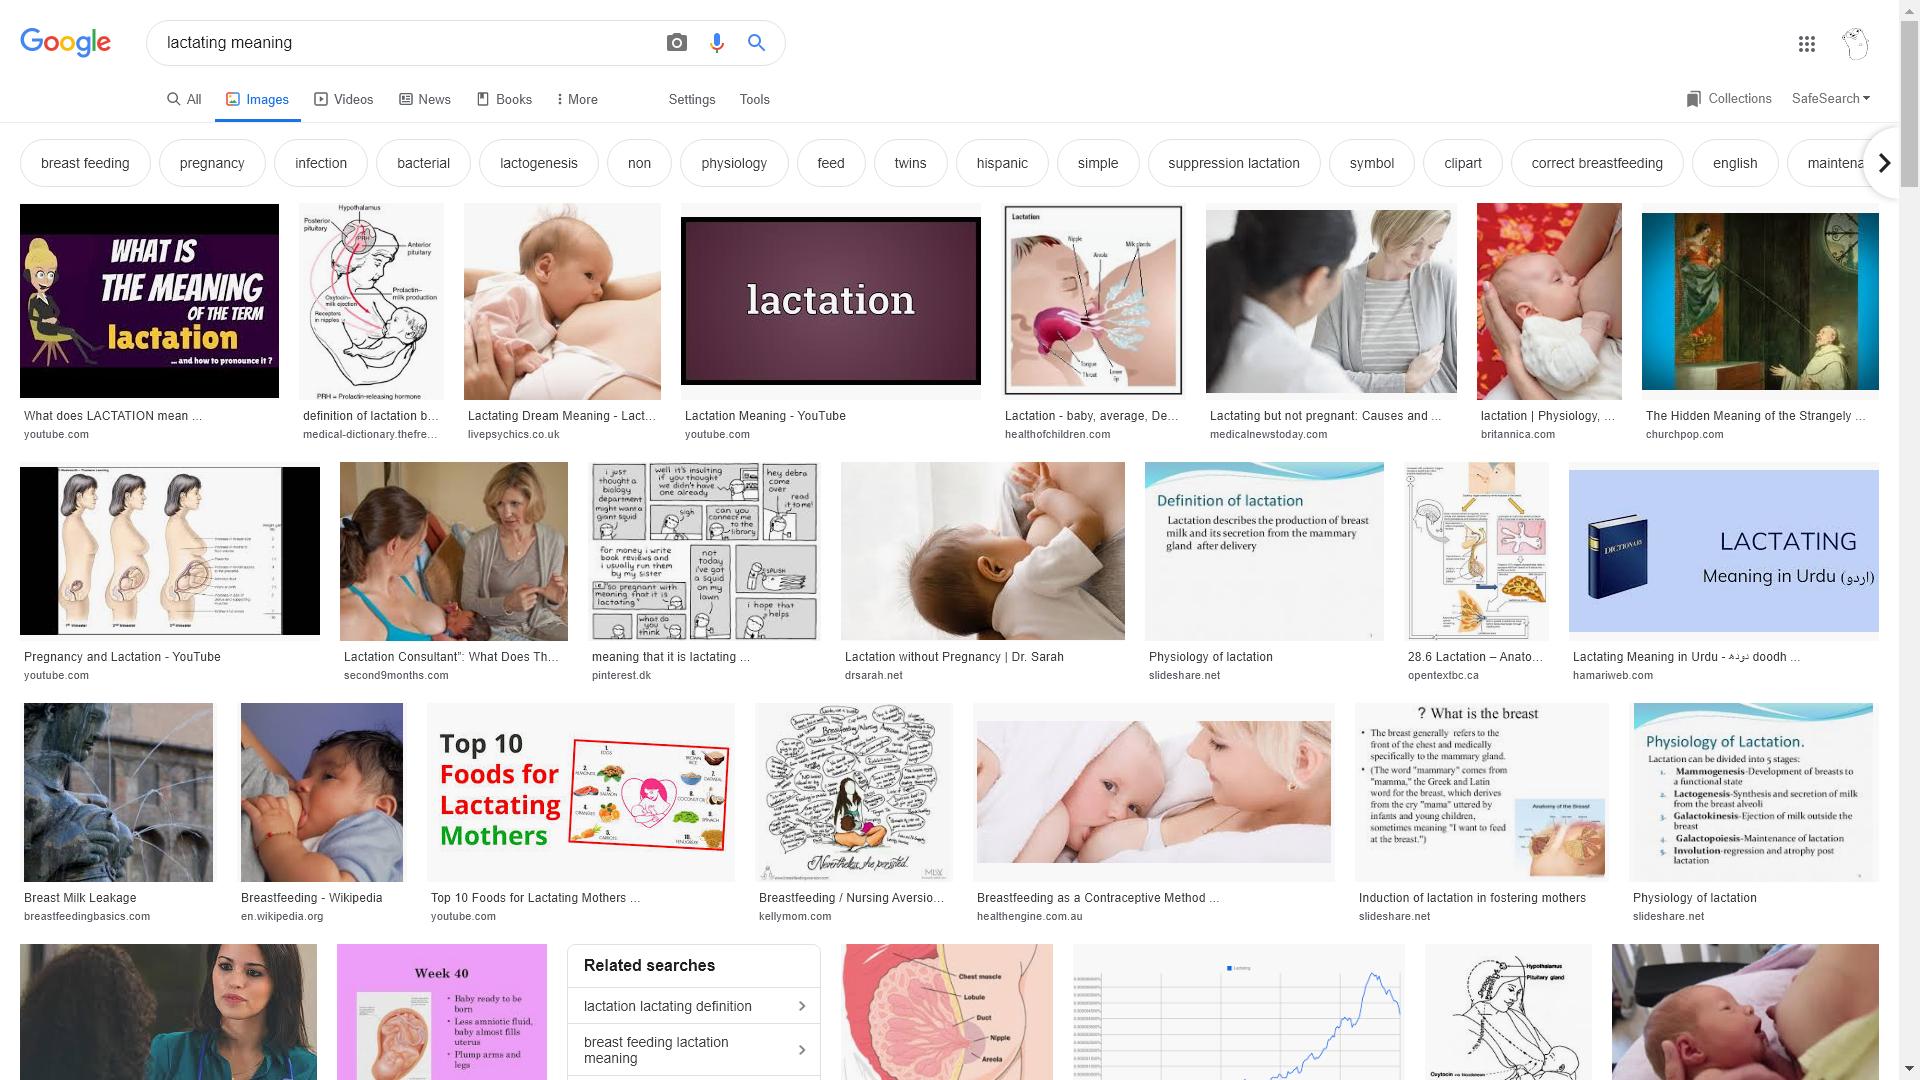 Google
lactating meaning
All
Images
Videos
News
Books
More
Settings
Tools
Collections
SafeSearch
breast feeding
pregnancy
infection
bacterial
lactogenesis
non
physiology
feed
twins
hispanic
simple
suppression lactation
symbol
clipart
correct breastfeeding
english
maintena
WHAT IS
THE MEANING
OF THE TERM
lactation
... and how to pronounce it ?
What does LACTATION mean ...
youtube.com
Hypothalamus
Posterior
pituitary
PRH
Anterior
pituitary
Prolactin–
milk production
Oxytocin–
milk ejection
Receptors
in nipples
PRH = Prolactin-releasing hormone
definition of lactation b...
medical-dictionary.thefre...
Lactating Dream Meaning - Lact...
livepsychics.co.uk
lactation
Lactation Meaning - YouTube
youtube.com
Lactation
Nipple
Milk glands
Areola
Tongue
Throat
Lower
lip
Lactation - baby, average, De...
healthofchildren.com
Lactating but not pregnant: Causes and ...
medicalnewstoday.com
lactation | Physiology, ...
britannica.com
The Hidden Meaning of the Strangely ...
churchpop.com
1st trimester
2nd trimester
3rd trimester
Pregnancy and Lactation - YouTube
youtube.com
Lactation Consultant”: What Does Th...
second9months.com
i just
thought a
biology
department
might want a
giant squid
well it's insulting
if you thought
we didn't have
one already
hey debra
come
over
read
it to me!
sigh
can you
connect me
to the
library
for money i write
book reviews and
i usually run them
by my sister
not
today
i've got
a squid
on my
lawn
SPLISH
"so pregnant with
meaning that it is
lactating"
what do
you
think
i hope that
helps
meaning that it is lactating ...
pinterest.dk
Lactation without Pregnancy | Dr. Sarah
drsarah.net
Definition of lactation
Lactation describes the production of breast
milk and its secretion from the mammary
gland after delivery
Physiology of lactation
slideshare.net
28.6 Lactation – Anato...
opentextbc.ca
DICTIONARY
LACTATING
Meaning in Urdu (اردو)
Lactating Meaning in Urdu - دودھ doodh ...
hamariweb.com
Breast Milk Leakage
breastfeedingbasics.com
Breastfeeding - Wikipedia
en.wikipedia.org
Top 10
Foods for
Lactating
Mothers
Top 10 Foods for Lactating Mothers ...
youtube.com
Breastfeeding/Nursing Aversion
Nevertheless, she persisted.
Breastfeeding / Nursing Aversio...
kellymom.com
Breastfeeding as a Contraceptive Method ...
healthengine.com.au
? What is the breast
• The breast generally refers to the
front of the chest and medically
specifically to the mammary gland.
• (The word "mammary" comes from
"mamma," the Greek and Latin
word for the breast, which derives
from the cry "mama" uttered by
infants and young children,
sometimes meaning "I want to feed
at the breast.")
Anatomy of the Breast
Induction of lactation in fostering mothers
slideshare.net
Physiology of Lactation.
Lactation can be divided into 5 stages:
1. Mammogenesis-Development of breasts to
a functional state
2. Lactogenesis-Synthesis and secretion of milk
from the breast alveoli
3. Galactokinesis-Ejection of milk outside the
breast
4. Galactopoiesis-Maintenance of lactation
5. Involution-regression and atrophy post
lactation
Physiology of lactation
slideshare.net
Week 40
• Baby ready to be
born
• Less amniotic fluid,
baby almost fills
uterus
• Plump arms and
legs
Related searches
lactation lactating definition
breast feeding lactation
meaning
Chest muscle
Lobule
Duct
Nipple
Areola
Lactating
Hypothalamus
Pituitary gland